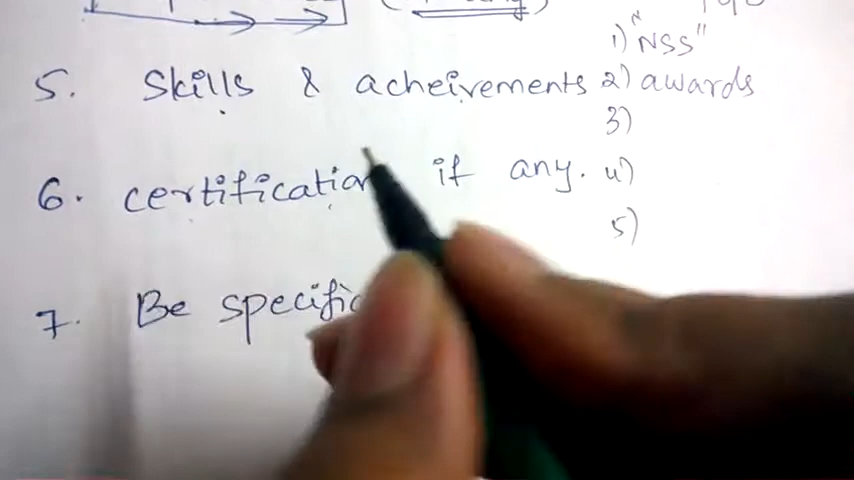 1) "NSS"
5. Skills & acheivements 2) awards
3)
6. certification if any. 4)
5)
7. Be specific